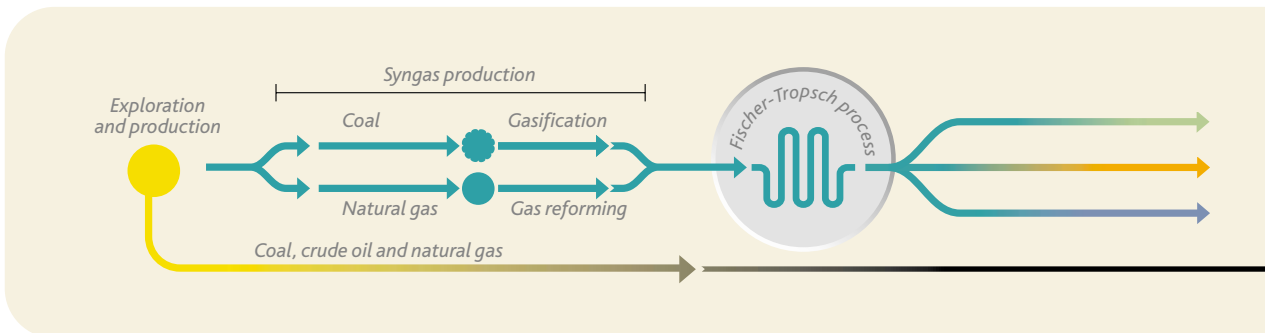 Syngas production
Exploration
and production
Coal
Gasification
Fischer-Tropsch process
Natural gas
Gas reforming
Coal, crude oil and natural gas